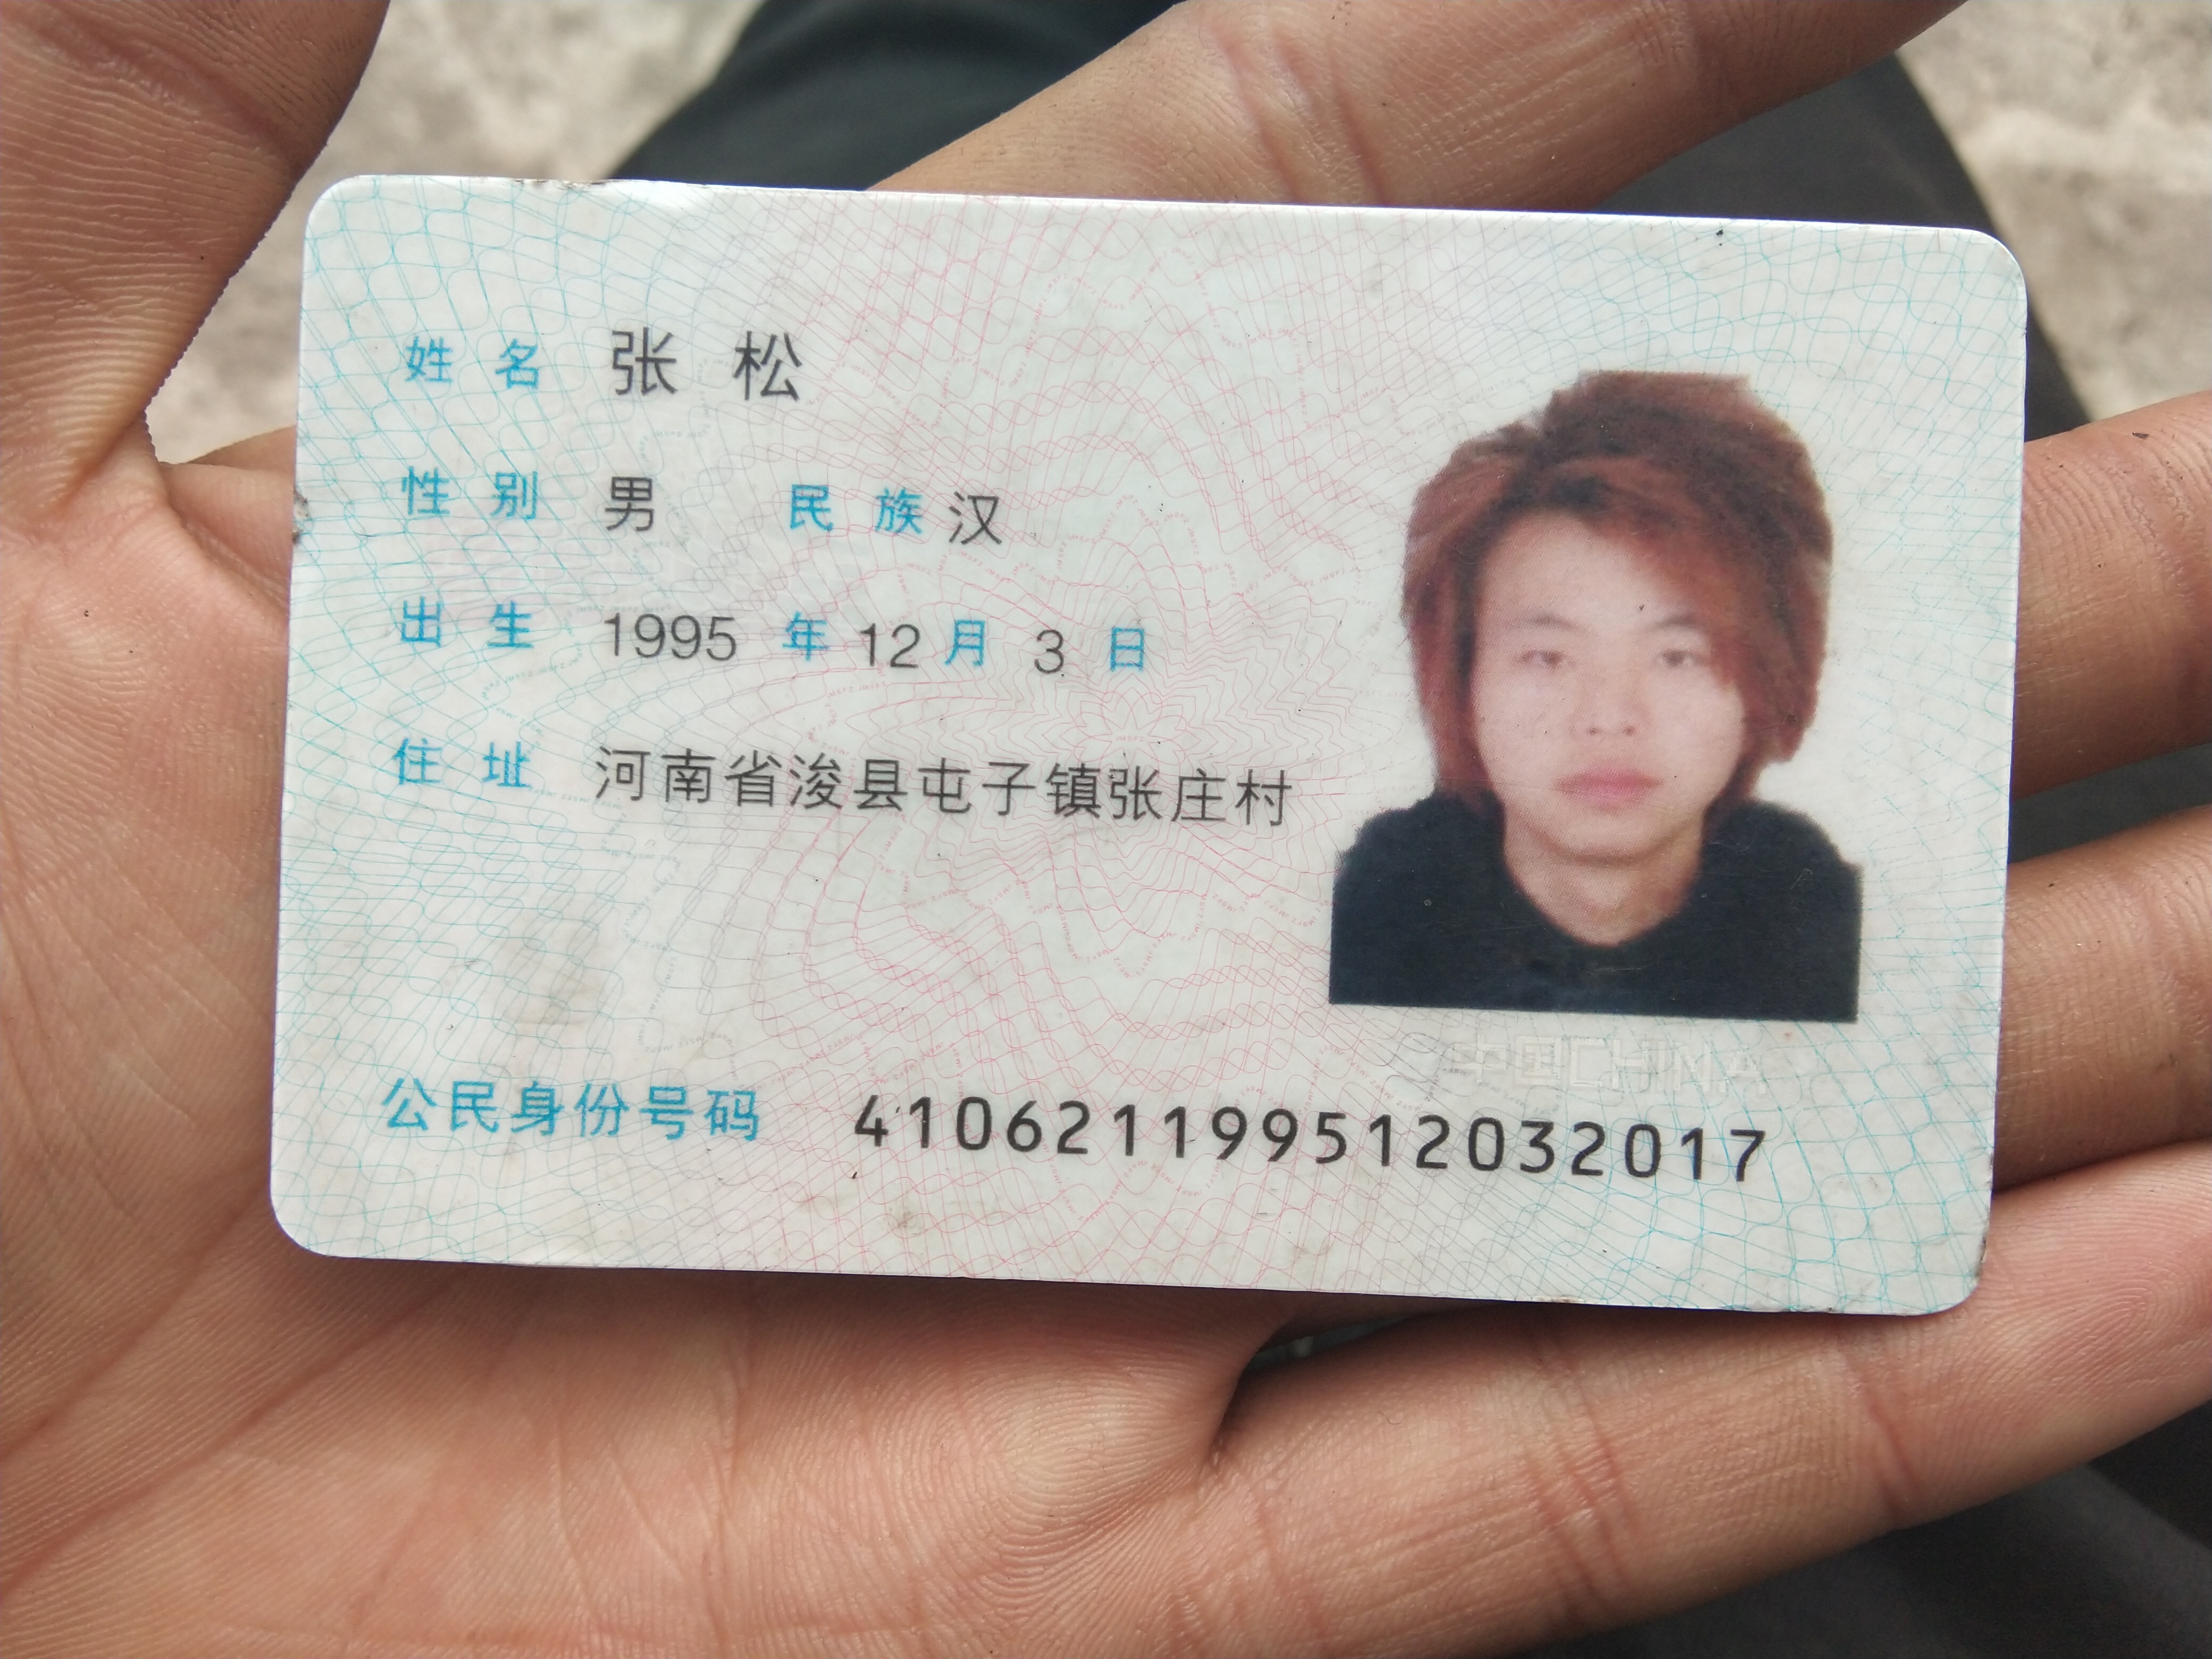 姓名 张松
性别 男 民族 汉
出生 1995 年 12 月 3 日
住址 河南省浚县屯子镇张庄村
中国CHINA
公民身份号码 410621199512032017